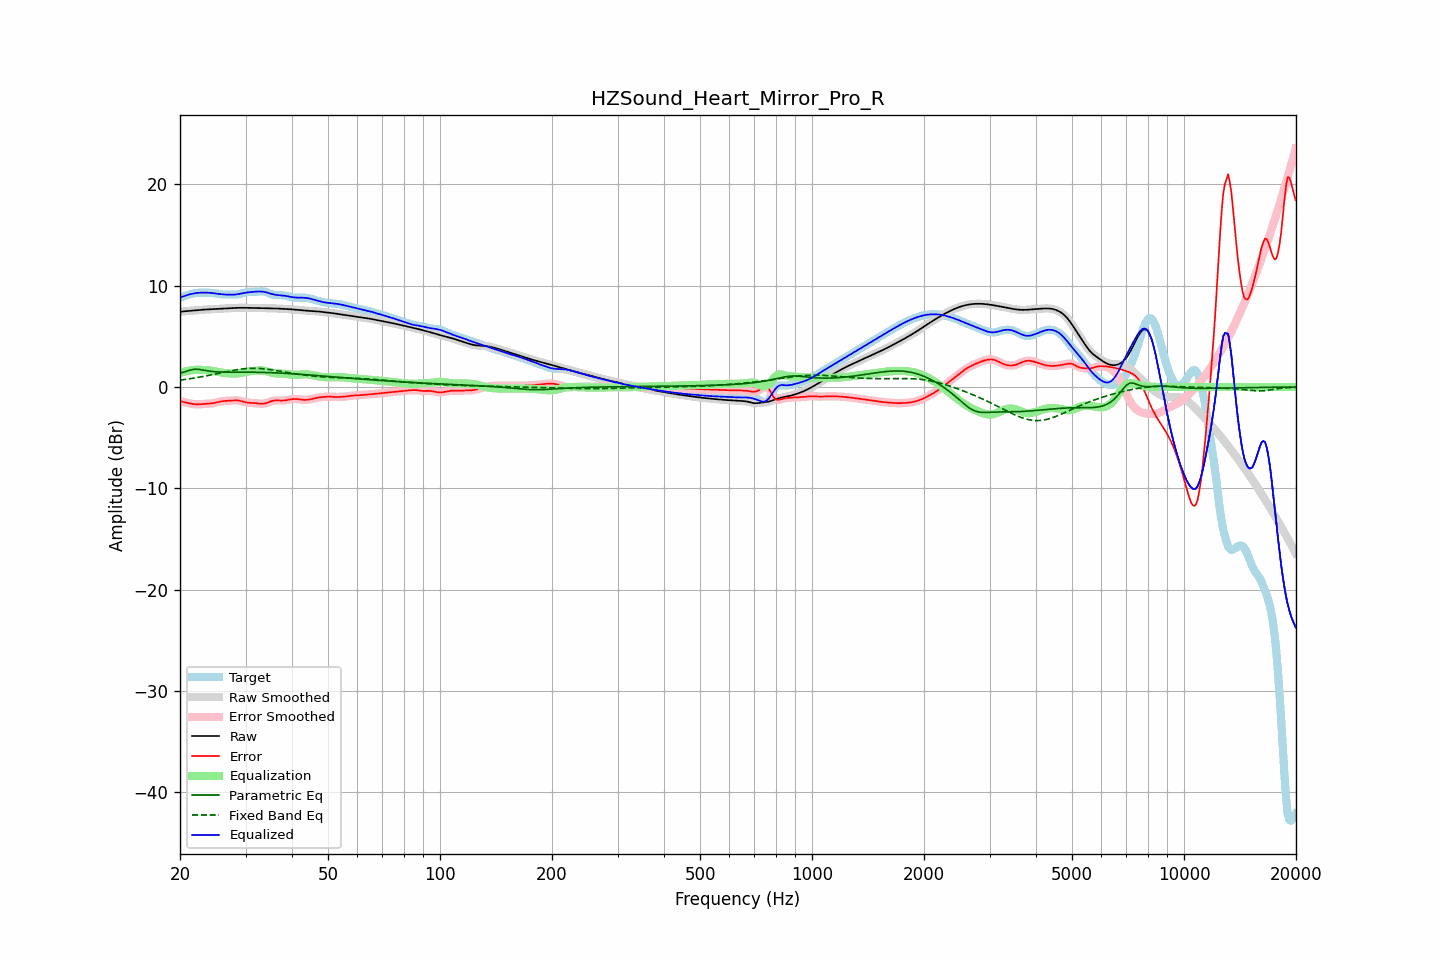 HZSound_Heart_Mirror_Pro_R
Amplitude (dBr)
20
10
0
−10
−20
−30
−40
Target
Raw Smoothed
Error Smoothed
Raw
Error
Equalization
Parametric Eq
Fixed Band Eq
Equalized
20 50 100 200 500 1000 2000 5000 10000 20000
Frequency (Hz)